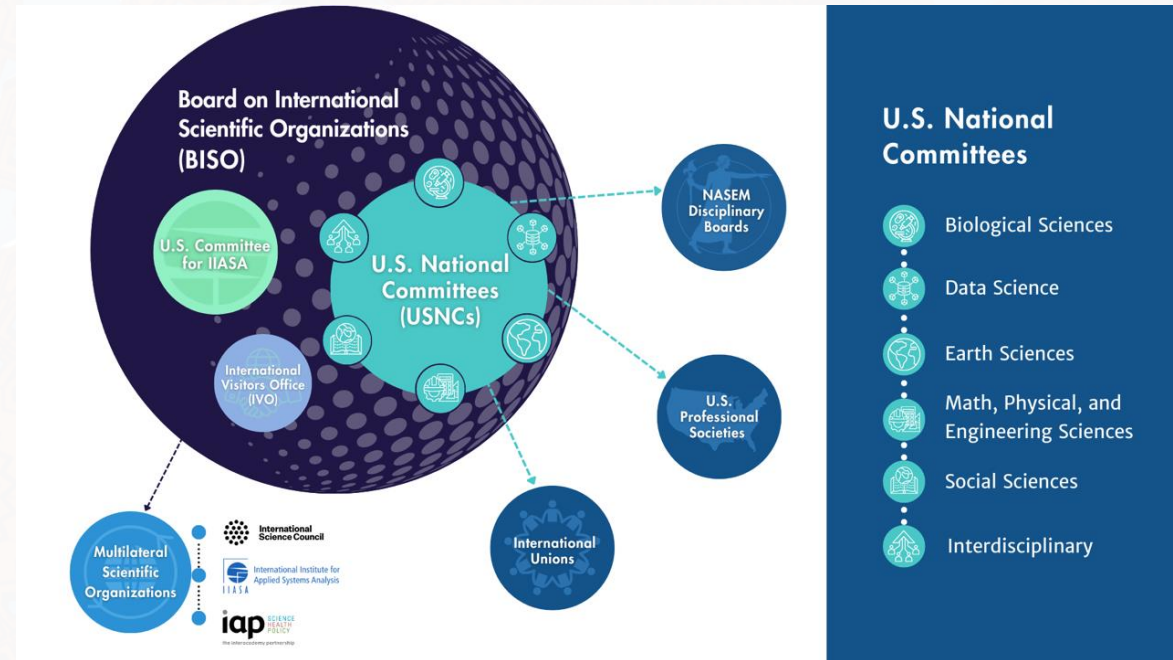 Board on International
Scientific Organizations
(BISO)
U.S. Committee
for IIASA
U.S. National
Committees
(USNCs)
International
Visitors Office
(IVO)
NASEM
Disciplinary
Boards
U.S.
Professional
Societies
International
Unions
Multilateral
Scientific
Organizations
International
Science Council
IIASA
International Institute for
Applied Systems Analysis
iap SCIENCE
HEALTH
POLICY
the interacademy partnership
U.S. National
Committees
Biological Sciences
Data Science
Earth Sciences
Math, Physical, and
Engineering Sciences
Social Sciences
Interdisciplinary